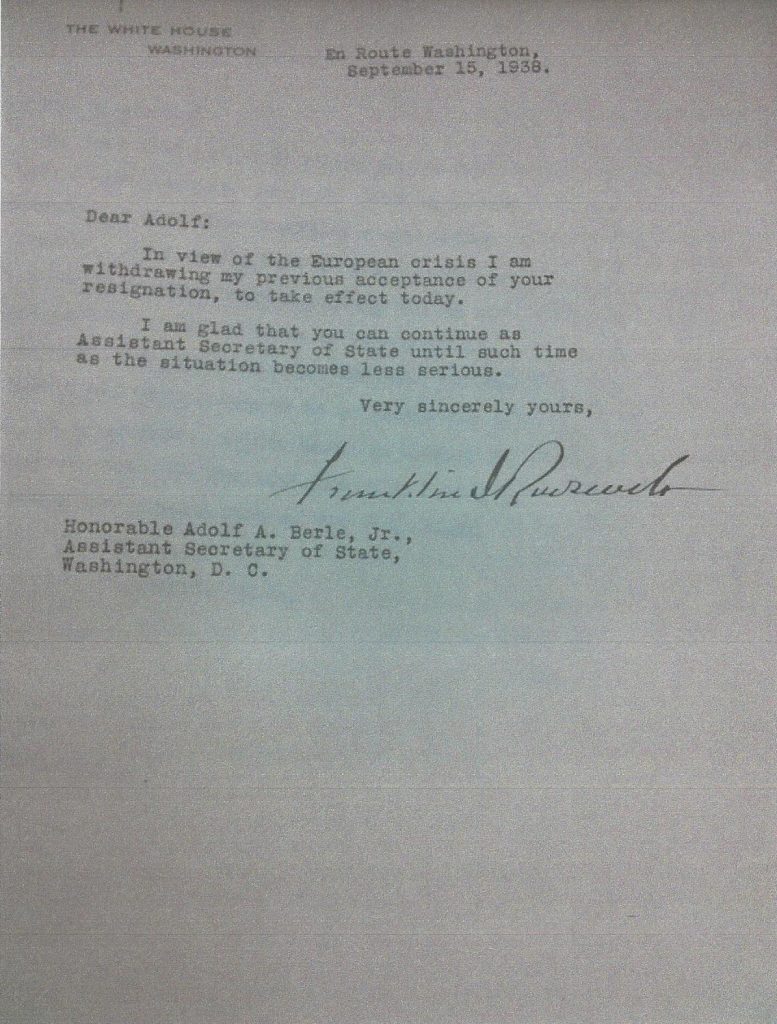 THE WHITE HOUSE
WASHINGTON
En Route Washington,
September 15, 1938.
Dear Adolf:
In view of the European crisis I am
withdrawing my previous acceptance of your
resignation, to take effect today.
I am glad that you can continue as
Assistant Secretary of State until such time
as the situation becomes less serious.
Very sincerely yours,
Franklin D Roosevelt
Honorable Adolf A. Berle, Jr.,
Assistant Secretary of State,
Washington, D. C.